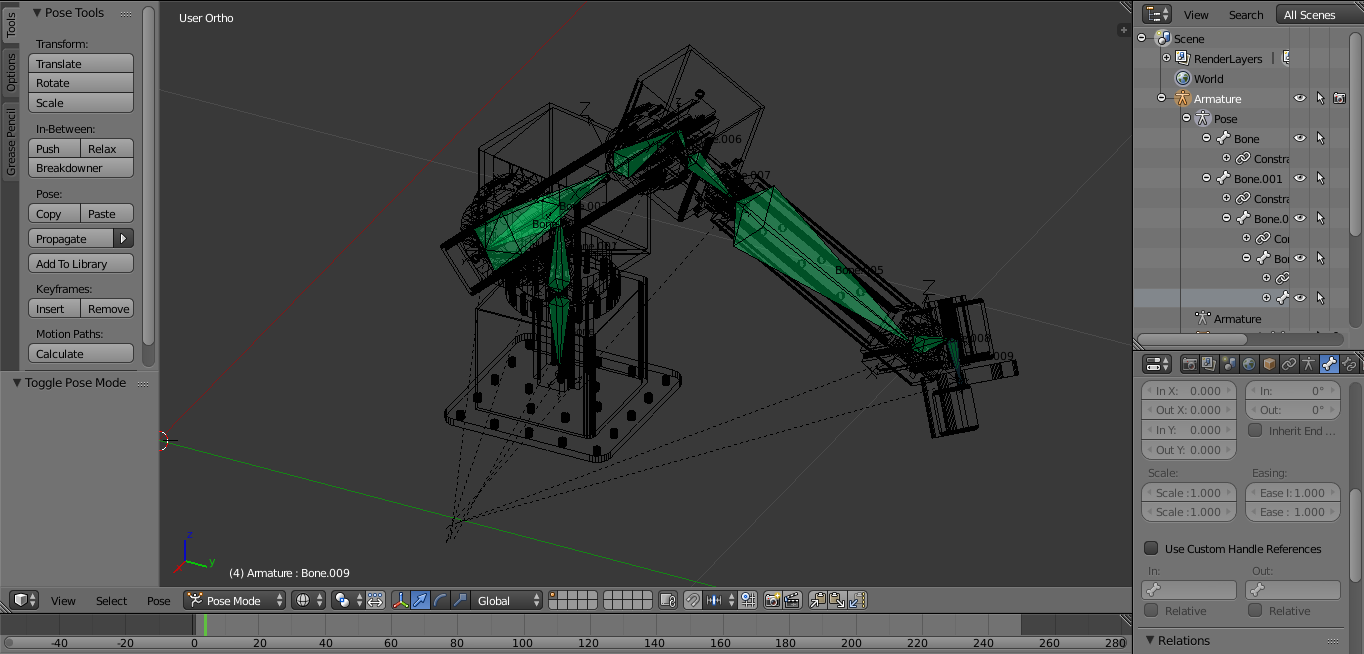 Tools
Options
Grease Pencil
Pose Tools
Transform:
Translate
Rotate
Scale
In-Between:
Push
Relax
Breakdowner
Pose:
Copy
Paste
Propagate
Add To Library
Keyframes:
Insert
Remove
Motion Paths:
Calculate
Toggle Pose Mode
User Ortho
Z
Z
Z
e.006
.007
Bone.005
.008
.009
z
y
(4) Armature : Bone.009
View
Select
Pose
Pose Mode
Global
-40
-20
0
20
40
60
80
100
120
140
160
180
200
220
240
260
280
View
Search
All Scenes
Scene
RenderLayers
World
Armature
Pose
Bone
Constra
Bone.001
Constra
Bone.0
Con
Bon
Armature
In X: 0.000
Out X: 0.000
In Y: 0.000
Out Y: 0.000
In: 0°
Out: 0°
Inherit End ...
Scale:
Easing:
Scale :1.000
Scale :1.000
Ease I: 1.000
Ease : 1.000
Use Custom Handle References
In:
Out:
Relative
Relative
Relations